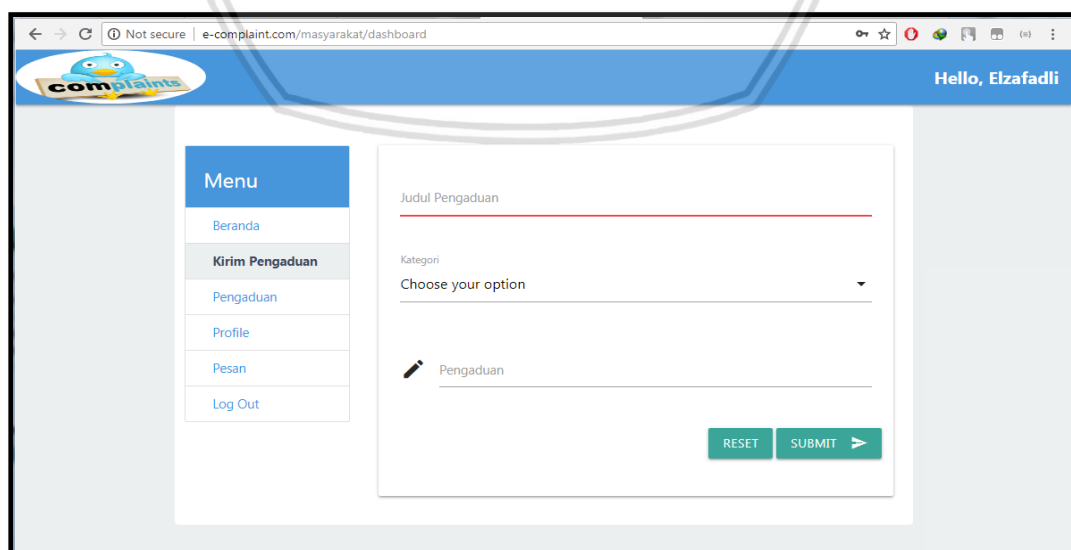 Not secure | e-complaint.com/masyarakat/dashboard
complaints
Hello, Elzafadli
Menu
Beranda
Kirim Pengaduan
Pengaduan
Profile
Pesan
Log Out
Judul Pengaduan
Kategori
Choose your option
Pengaduan
RESET
SUBMIT